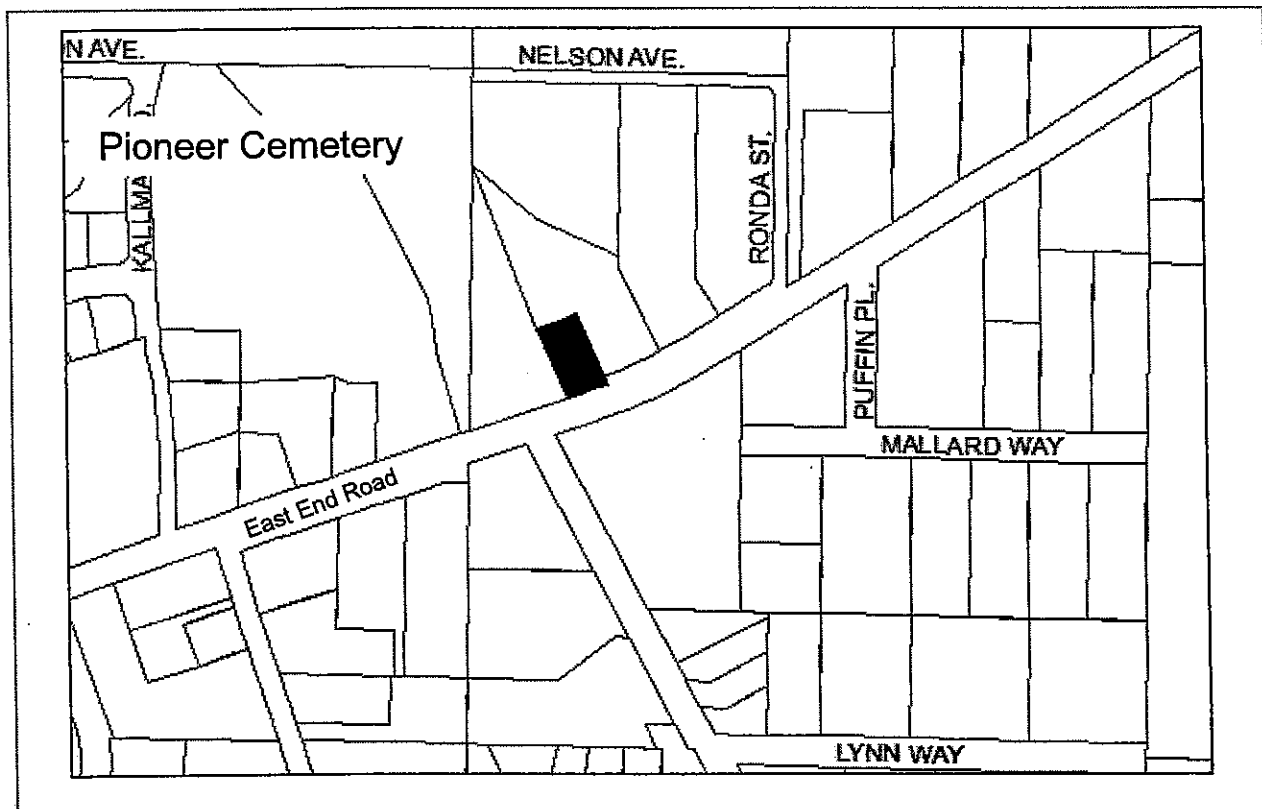 N AVE.
NELSON AVE.
Pioneer Cemetery
KALLMA
RONDA ST.
PUFFIN PL.
MALLARD WAY
East End Road
LYNN WAY